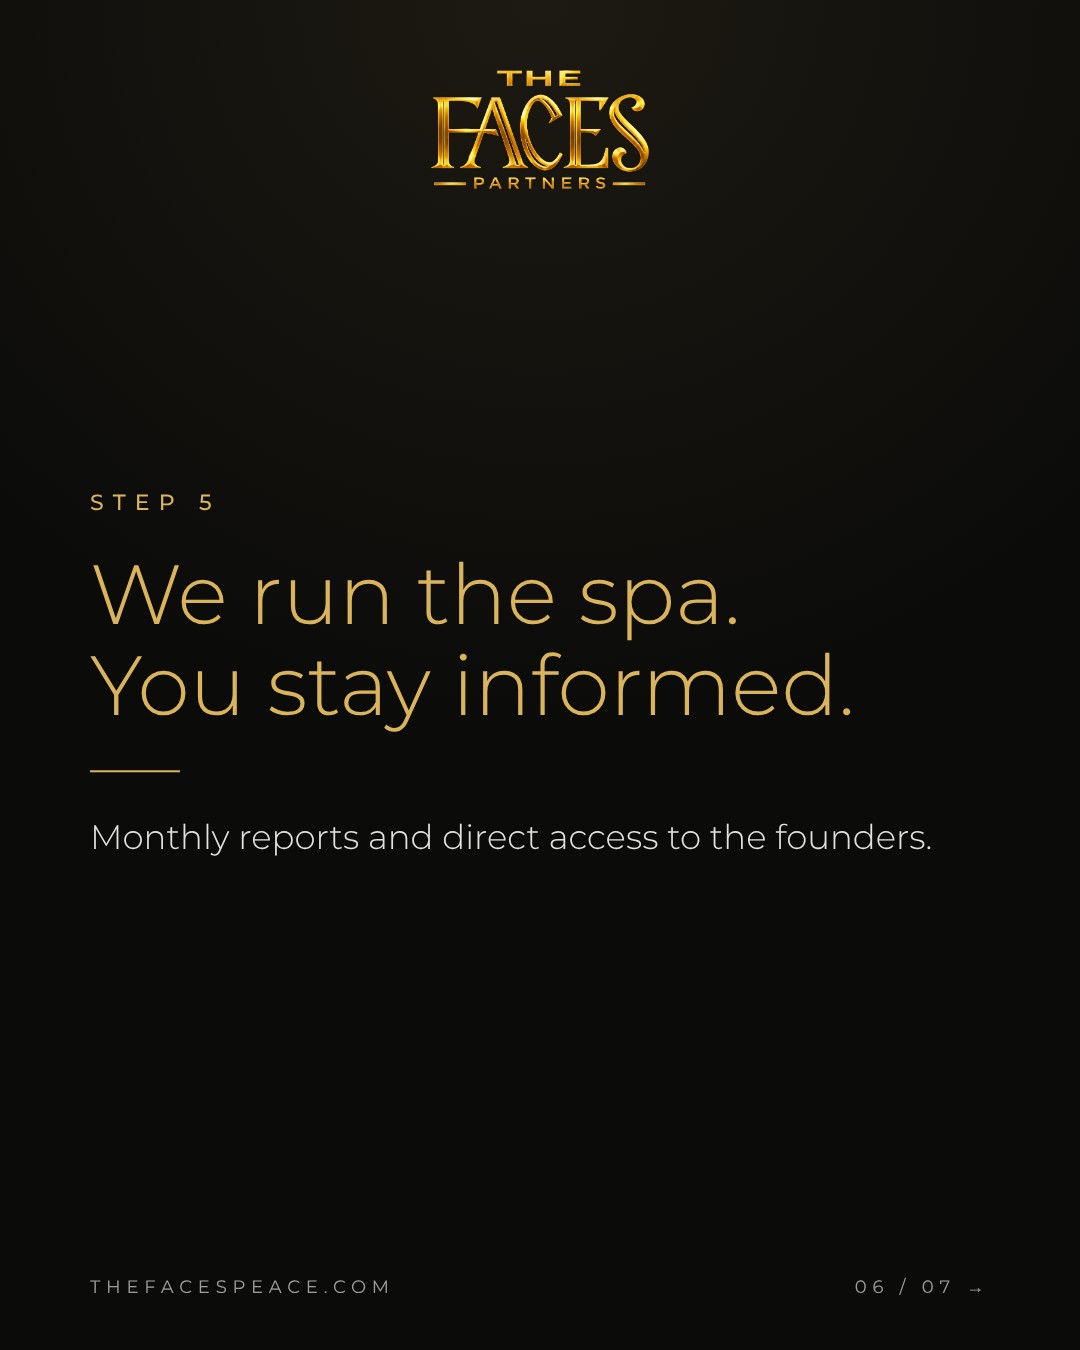 THE
FACES
PARTNERS
STEP 5
We run the spa.
You stay informed.
Monthly reports and direct access to the founders.
THEFACESPEACE.COM
06 / 07 →